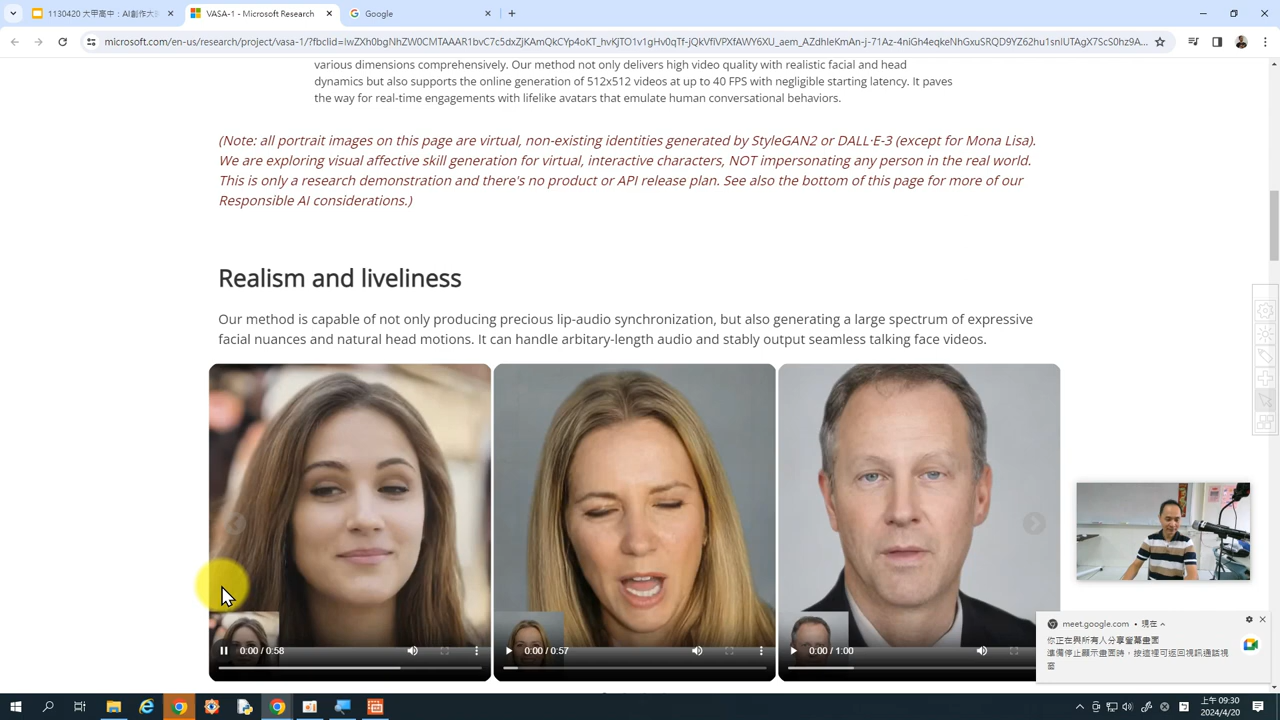 1130420 大甲高中：AI創作大
VASA-1 - Microsoft Research
Google
microsoft.com/en-us/research/project/vasa-1/?fbclid=
various dimensions comprehensively. Our method not only delivers high video quality with realistic facial and head
dynamics but also supports the online generation of 512x512 videos at up to 40 FPS with negligible starting latency. It paves
the way for real-time engagements with lifelike avatars that emulate human conversational behaviors.
(Note: all portrait images on this page are virtual, non-existing identities generated by StyleGAN2 or DALL·E-3 (except for Mona Lisa).
We are exploring visual affective skill generation for virtual, interactive characters, NOT impersonating any person in the real world.
This is only a research demonstration and there's no product or API release plan. See also the bottom of this page for more of our
Responsible AI considerations.)
Realism and liveliness
Our method is capable of not only producing precious lip-audio synchronization, but also generating a large spectrum of expressive
facial nuances and natural head motions. It can handle arbitary-length audio and stably output seamless talking face videos.
0:00 / 0:58
0:00 / 0:57
0:00 / 1:00
meet.google.com • 現在
你正在與所有人分享螢幕畫面
準備停止顯示畫面時，按這裡可返回視訊通話視
窗
上午 09:30
2024/4/20